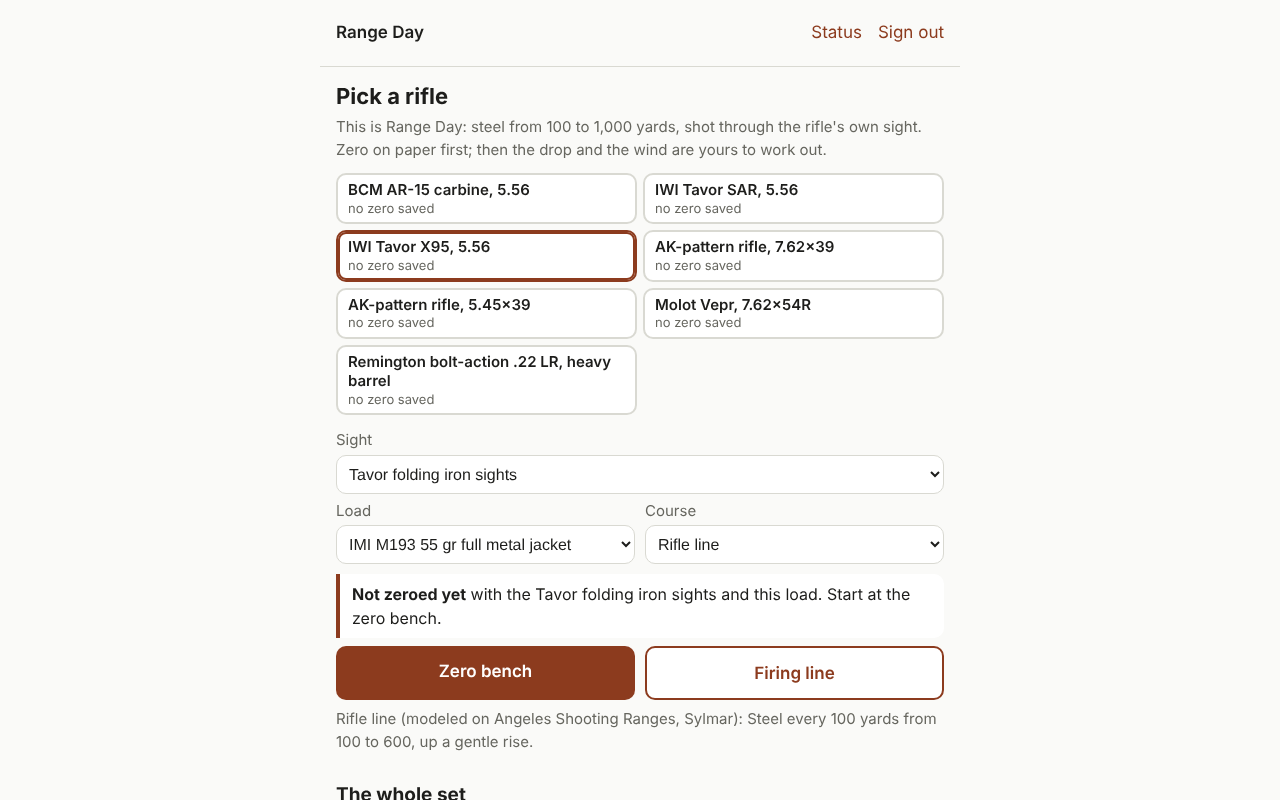 Range Day
Status
Sign out
Pick a rifle
This is Range Day: steel from 100 to 1,000 yards, shot through the rifle's own sight.
Zero on paper first; then the drop and the wind are yours to work out.
BCM AR-15 carbine, 5.56
no zero saved
IWI Tavor SAR, 5.56
no zero saved
IWI Tavor X95, 5.56
no zero saved
AK-pattern rifle, 7.62×39
no zero saved
AK-pattern rifle, 5.45×39
no zero saved
Molot Vepr, 7.62×54R
no zero saved
Remington bolt-action .22 LR, heavy
barrel
no zero saved
Sight
Tavor folding iron sights
Load
Course
IMI M193 55 gr full metal jacket
Rifle line
Not zeroed yet with the Tavor folding iron sights and this load. Start at the
zero bench.
Zero bench
Firing line
Rifle line (modeled on Angeles Shooting Ranges, Sylmar): Steel every 100 yards from
100 to 600, up a gentle rise.
The whole set